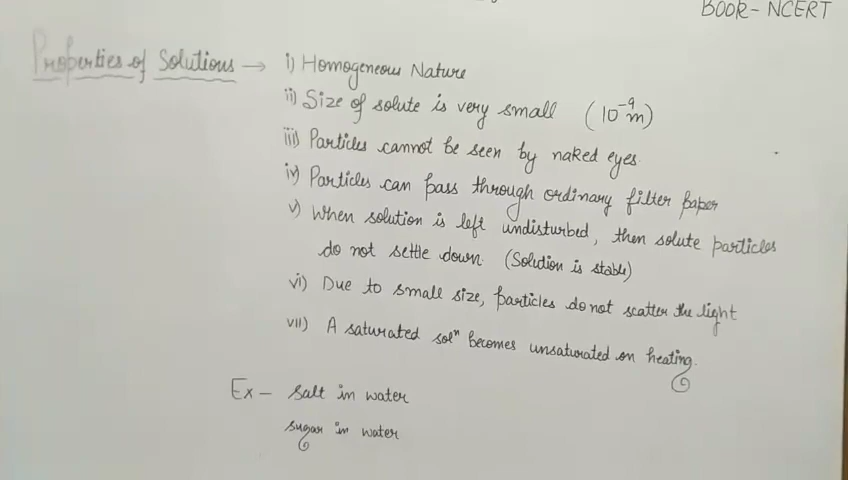 BOOK - NCERT
Properties of Solutions → i) Homogeneous Nature
ii) Size of solute is very small (10⁻⁹m)
iii) Particles cannot be seen by naked eyes.
iv) Particles can pass through ordinary filter paper
v) When solution is left undisturbed, then solute particles
do not settle down. (Solution is stable)
vi) Due to small size, particles do not scatter the light
vii) A saturated solⁿ becomes unsaturated on heating.
Ex - Salt in water
sugar in water